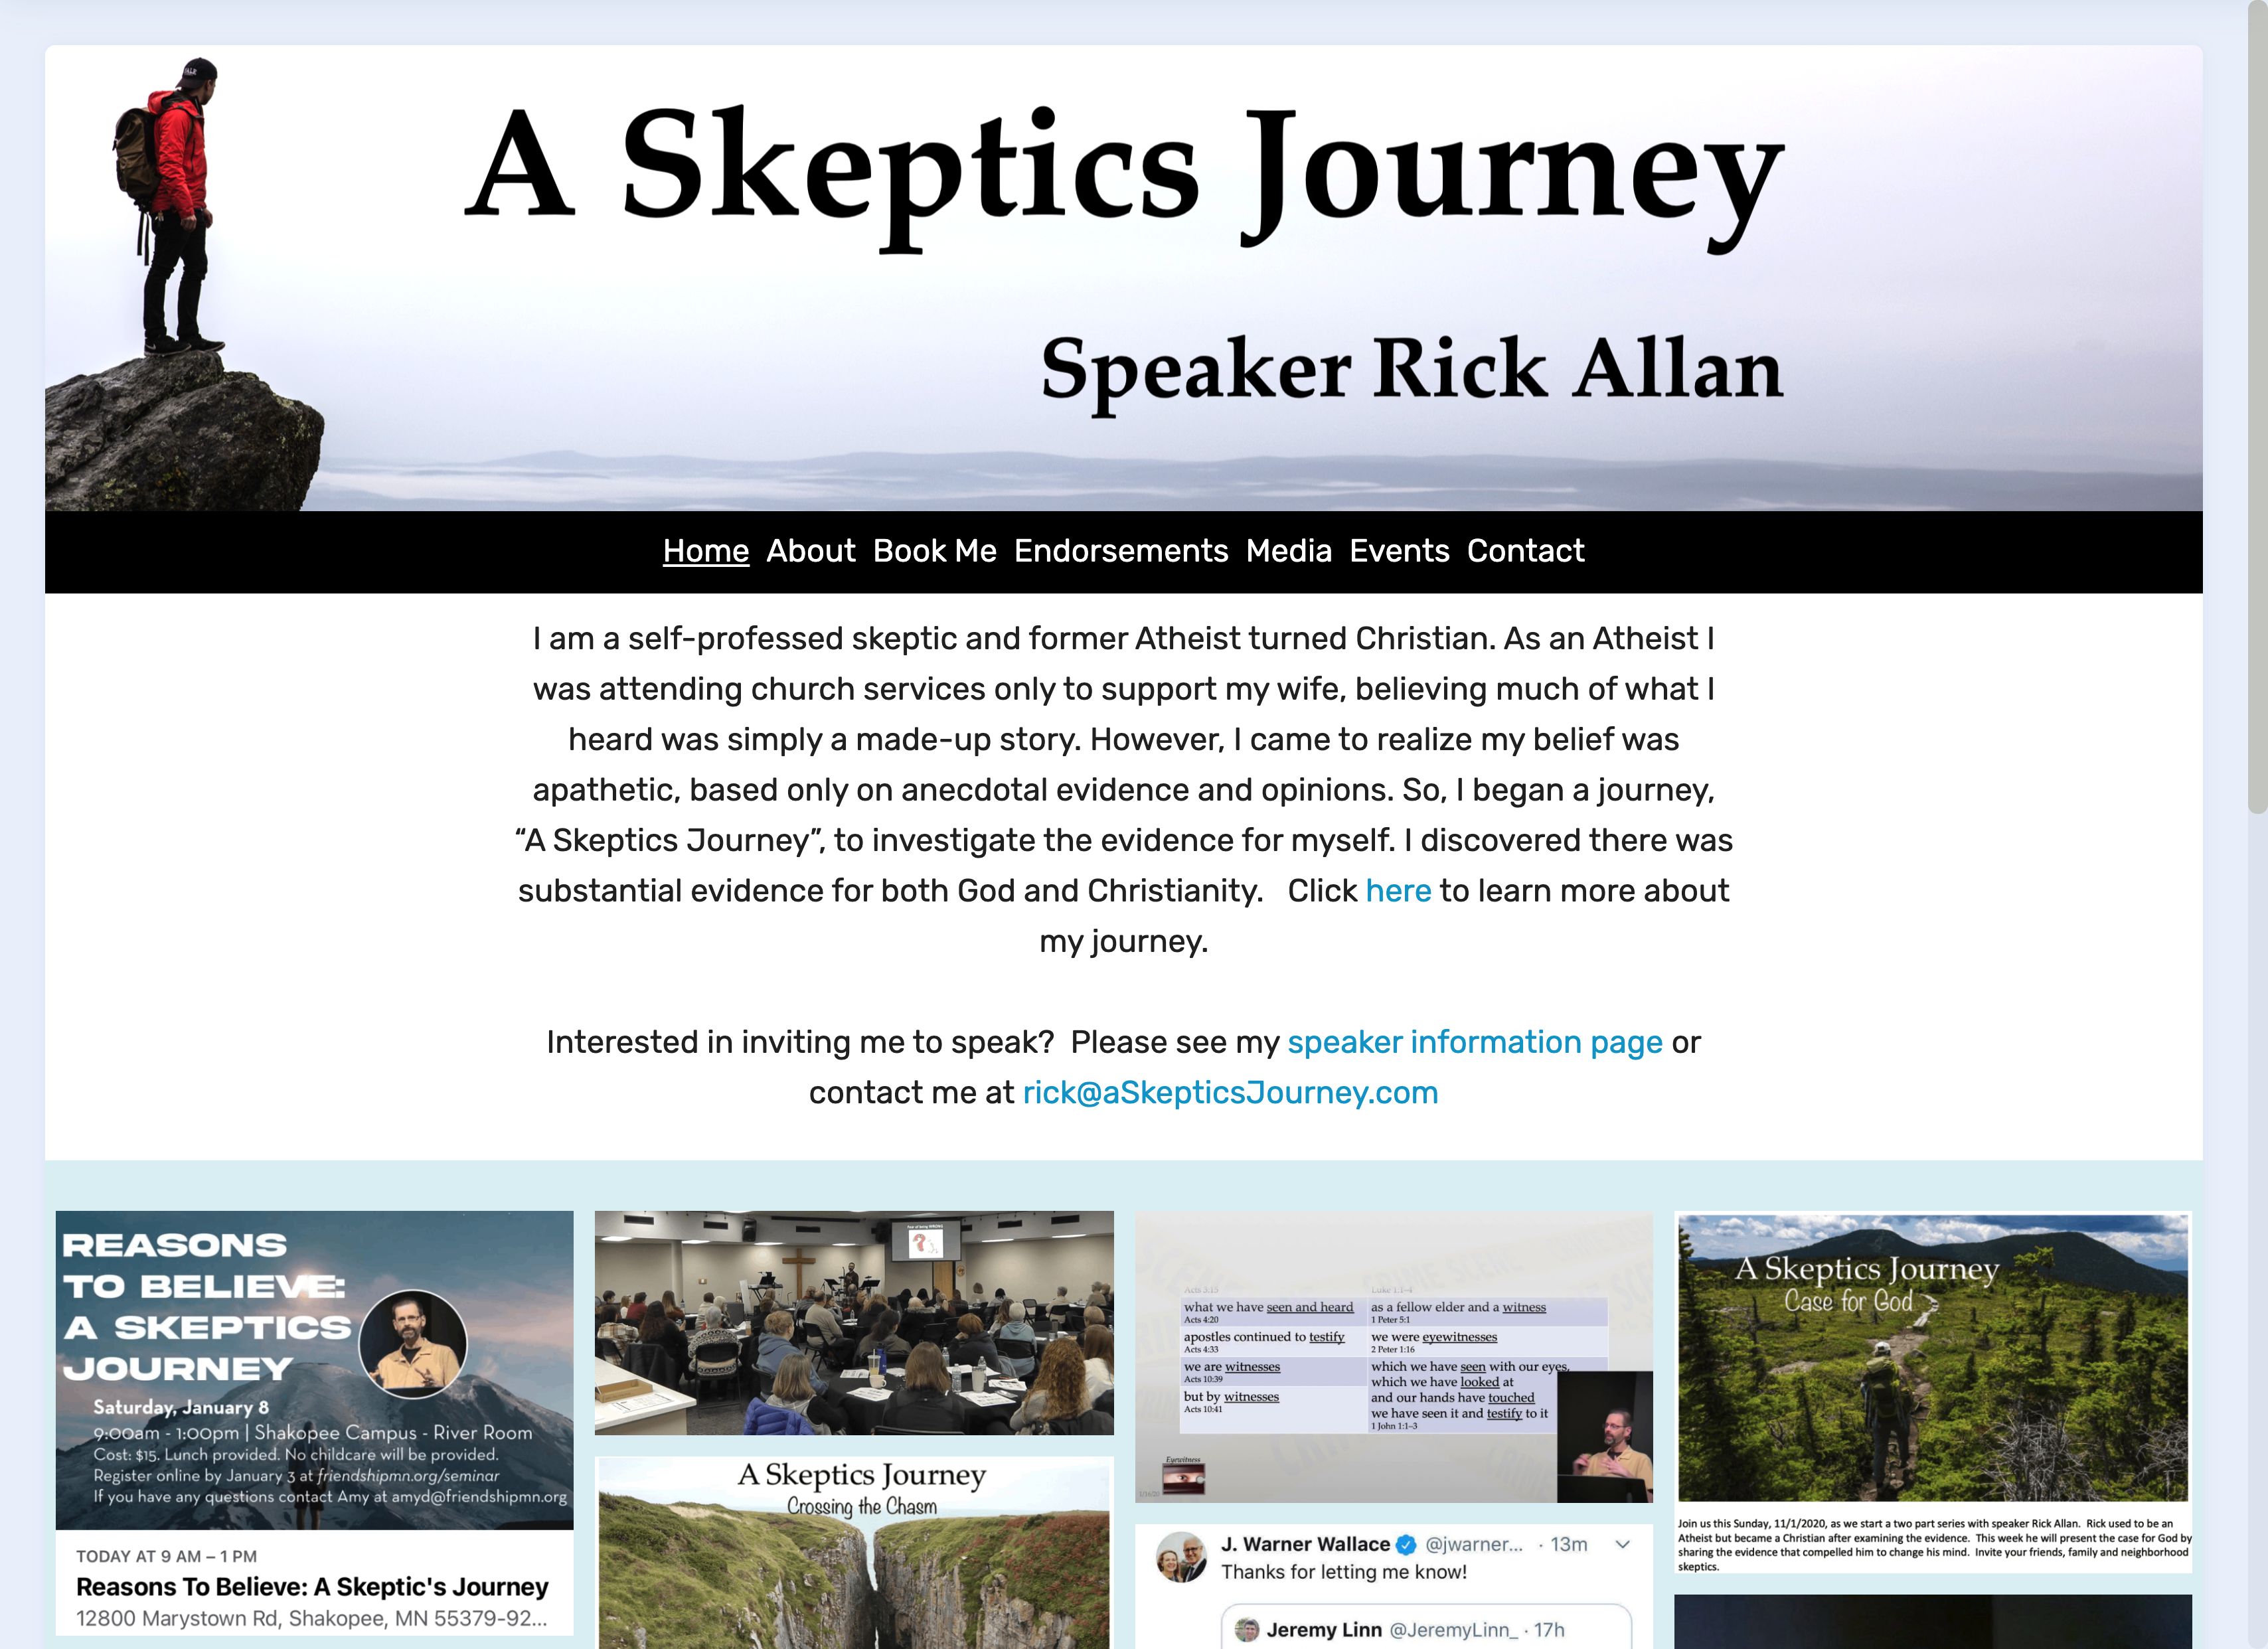 A Skeptics Journey
Speaker Rick Allan
Home About Book Me Endorsements Media Events Contact
I am a self-professed skeptic and former Atheist turned Christian. As an Atheist I
was attending church services only to support my wife, believing much of what I
heard was simply a made-up story. However, I came to realize my belief was
apathetic, based only on anecdotal evidence and opinions. So, I began a journey,
“A Skeptics Journey”, to investigate the evidence for myself. I discovered there was
substantial evidence for both God and Christianity.   Click here to learn more about
my journey.
Interested in inviting me to speak?  Please see my speaker information page or
contact me at rick@aSkepticsJourney.com
REASONS
TO BELIEVE:
A SKEPTICS
JOURNEY
Saturday, January 8
9:00am - 1:00pm | Shakopee Campus - River Room
Cost: $15. Lunch provided. No childcare will be provided.
Register online by January 3 at friendshipmn.org/seminar
If you have any questions contact Amy at amyd@friendshipmn.org
TODAY AT 9 AM – 1 PM
Reasons To Believe: A Skeptic's Journey
12800 Marystown Rd, Shakopee, MN 55379-92...
A Skeptics Journey
Crossing the Chasm
Acts 3:15
Luke 1:1-4
what we have seen and heard
Acts 4:20
as a fellow elder and a witness
1 Peter 5:1
apostles continued to testify
Acts 4:33
we were eyewitnesses
2 Peter 1:16
we are witnesses
Acts 10:39
but by witnesses
Acts 10:41
which we have seen with our eyes,
which we have looked at
and our hands have touched
we have seen it and testify to it
1 John 1:1-3
Eyewitness
J. Warner Wallace @jwarner... · 13m
Thanks for letting me know!
Jeremy Linn @JeremyLinn_ · 17h
A Skeptics Journey
Case for God
Join us this Sunday, 11/1/2020, as we start a two part series with speaker Rick Allan.  Rick used to be an
Atheist but became a Christian after examining the evidence.  This week he will present the case for God by
sharing the evidence that compelled him to change his mind.  Invite your friends, family and neighborhood
skeptics.